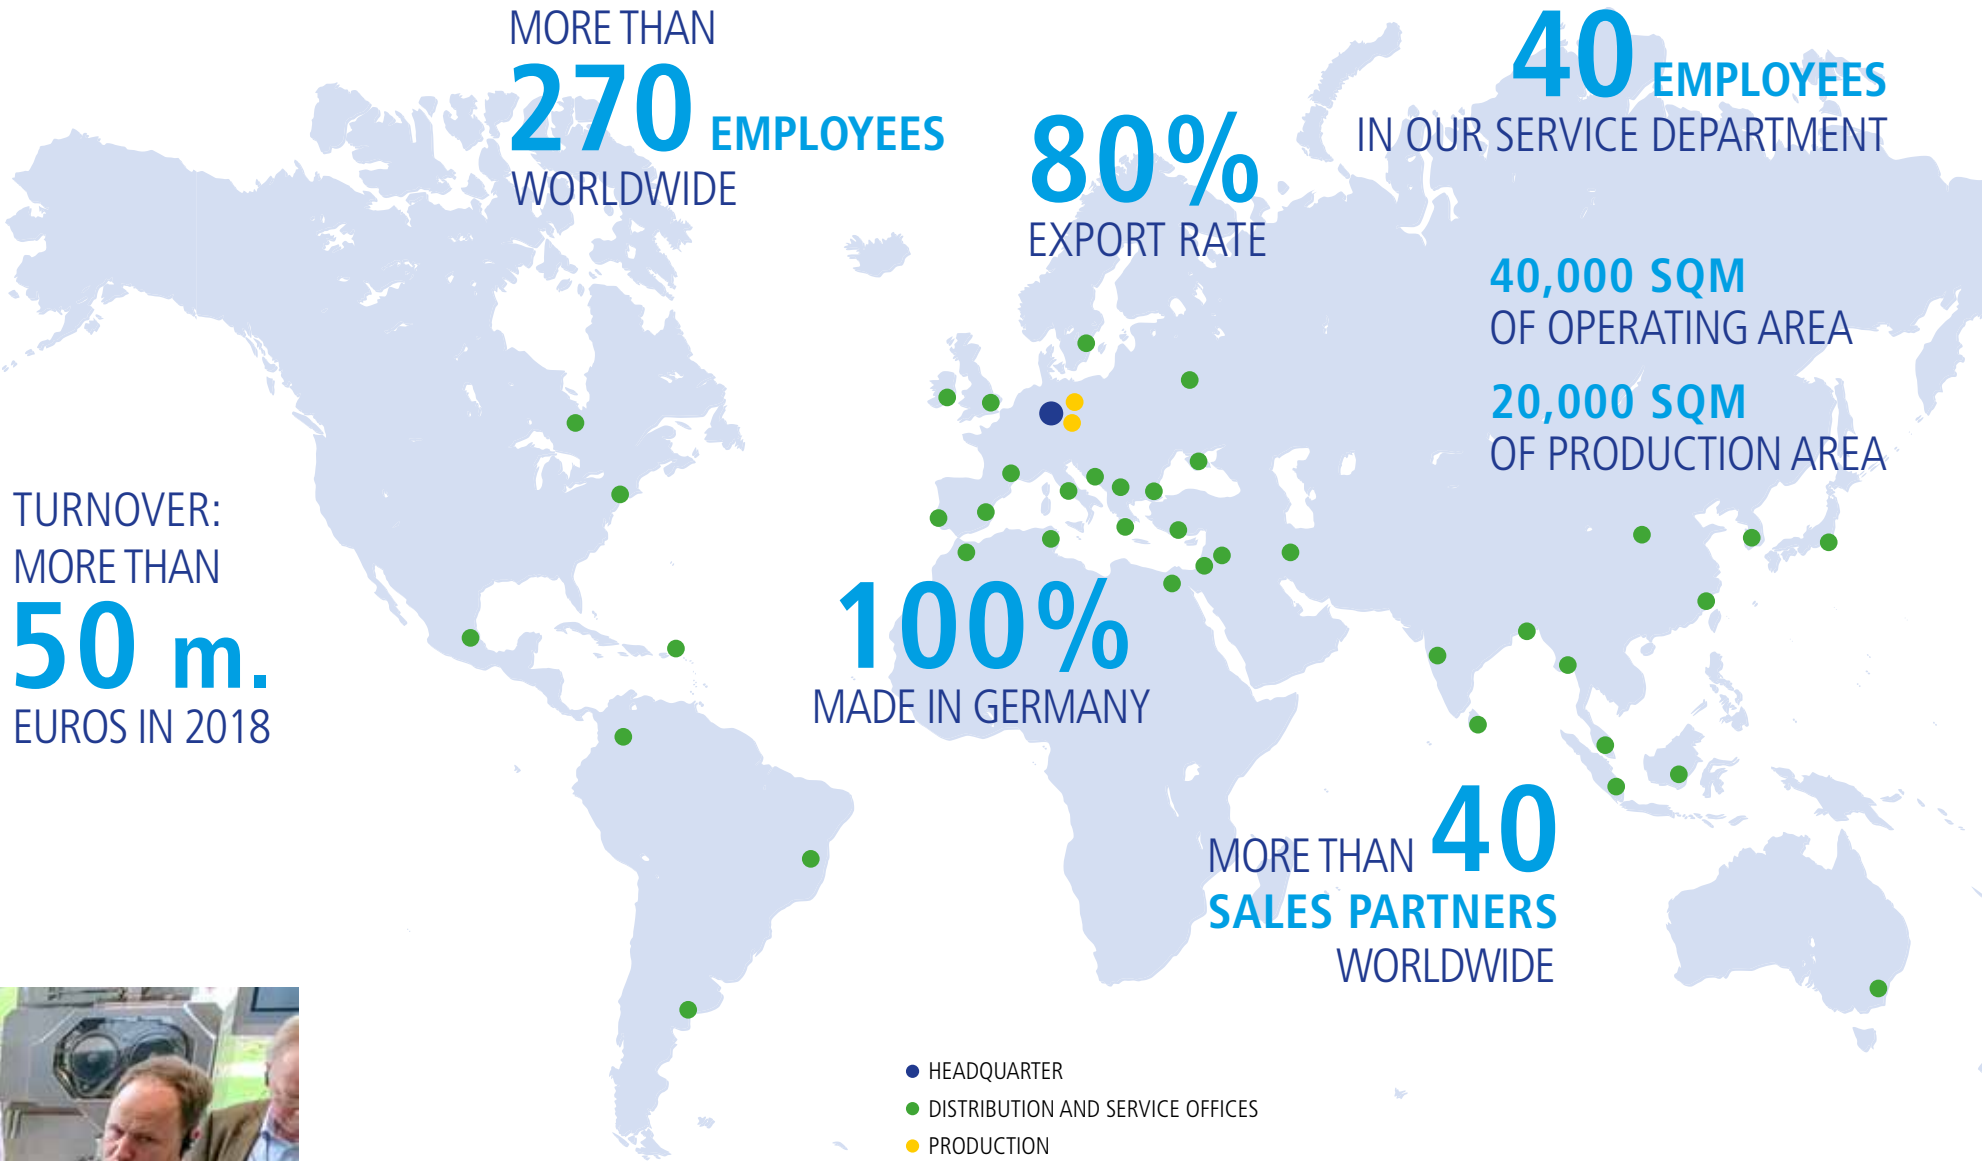 MORE THAN
270 EMPLOYEES
WORLDWIDE
80%
EXPORT RATE
40 EMPLOYEES
IN OUR SERVICE DEPARTMENT
40,000 SQM
OF OPERATING AREA
20,000 SQM
OF PRODUCTION AREA
TURNOVER:
MORE THAN
50 m.
EUROS IN 2018
100%
MADE IN GERMANY
MORE THAN 40
SALES PARTNERS
WORLDWIDE
HEADQUARTER
DISTRIBUTION AND SERVICE OFFICES
PRODUCTION